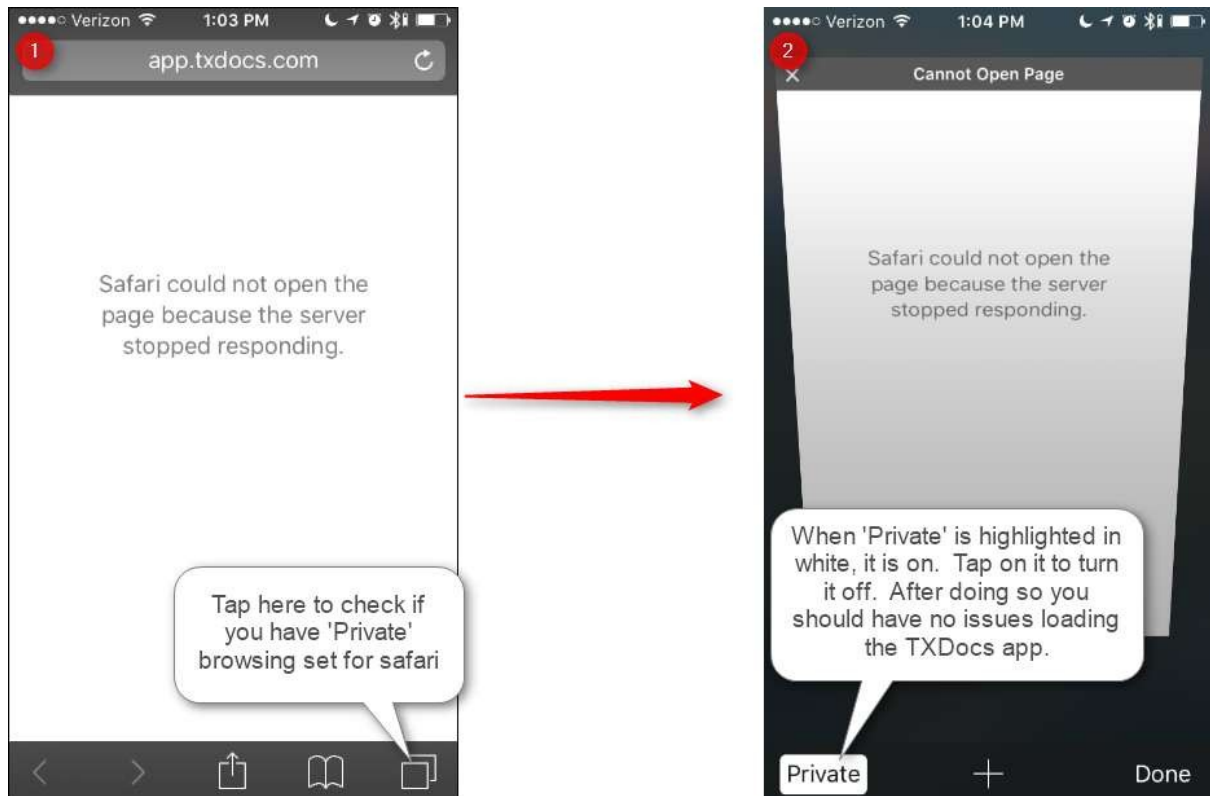 Verizon 1:03 PM
1
app.txdocs.com
Safari could not open the
page because the server
stopped responding.
Tap here to check if
you have 'Private'
browsing set for safari
Verizon 1:04 PM
2
Cannot Open Page
Safari could not open the
page because the server
stopped responding.
When 'Private' is highlighted in
white, it is on. Tap on it to turn
it off. After doing so you
should have no issues loading
the TXDocs app.
Private
Done